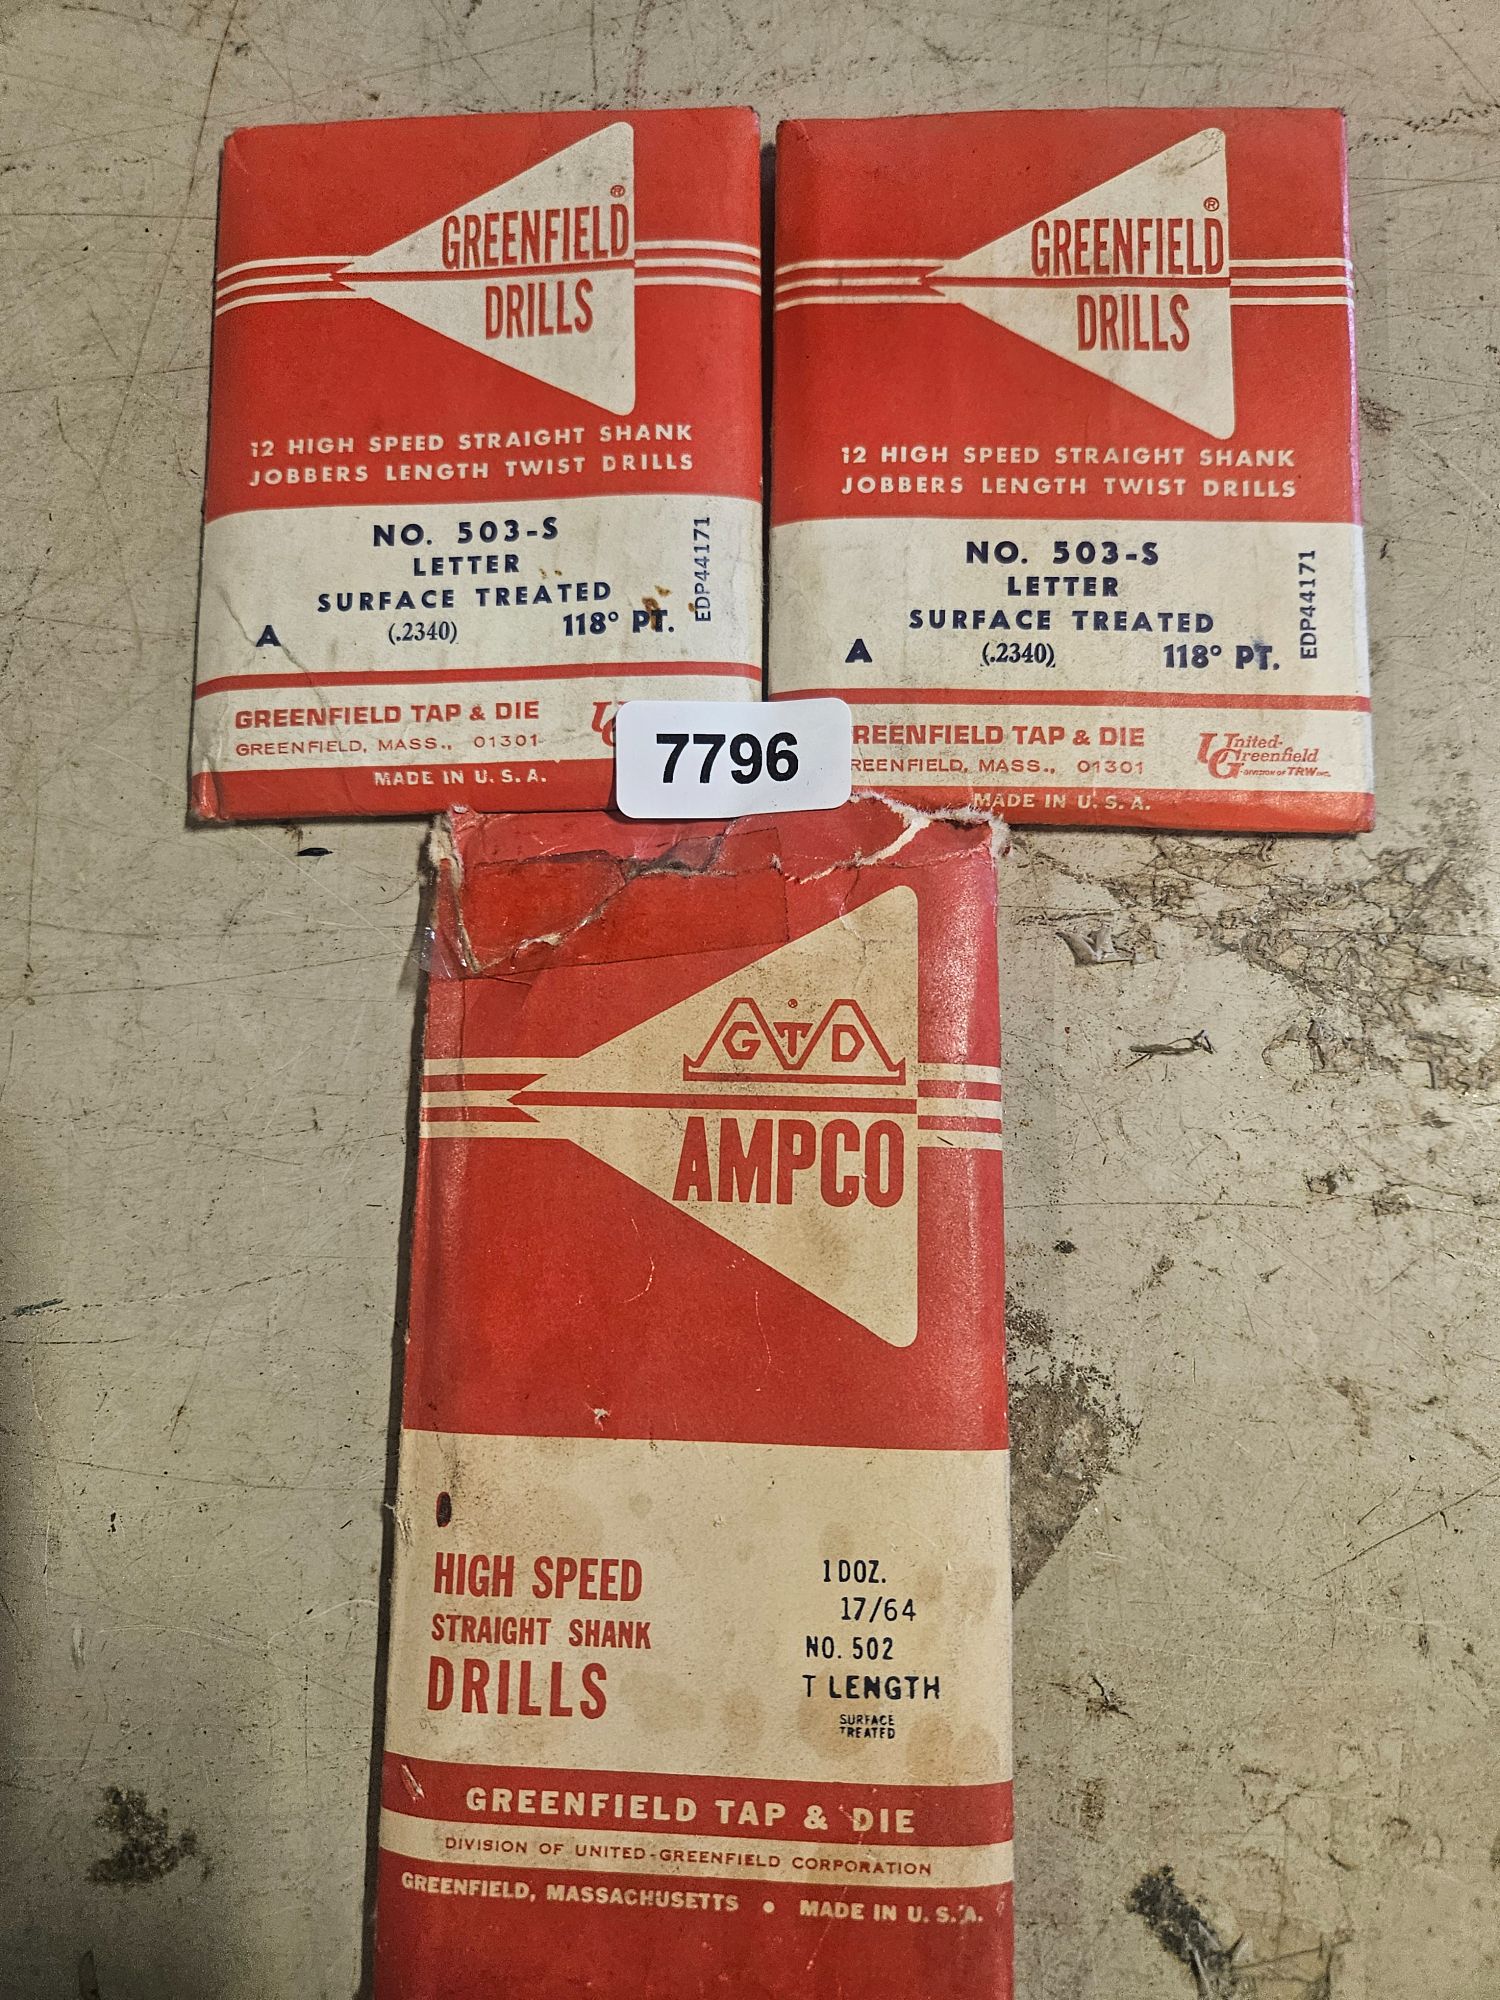 GREENFIELD ®
DRILLS
12 HIGH SPEED STRAIGHT SHANK
JOBBERS LENGTH TWIST DRILLS
NO. 503-S
LETTER
SURFACE TREATED
A (.2340) 118° PT.
EDP44171
GREENFIELD TAP & DIE
GREENFIELD, MASS., 01301
MADE IN U. S. A.
GREENFIELD ®
DRILLS
12 HIGH SPEED STRAIGHT SHANK
JOBBERS LENGTH TWIST DRILLS
NO. 503-S
LETTER
SURFACE TREATED
A (.2340) 118° PT.
EDP44171
REENFIELD TAP & DIE
REENFIELD, MASS., 01301
United-
Greenfield
DIVISION OF TRW INC.
MADE IN U. S. A.
7796
GTD ®
AMPCO
HIGH SPEED
STRAIGHT SHANK
DRILLS
1 DOZ.
17/64
NO. 502
T LENGTH
SURFACE
TREATED
GREENFIELD TAP & DIE
DIVISION OF UNITED-GREENFIELD CORPORATION
GREENFIELD, MASSACHUSETTS • MADE IN U. S. A.